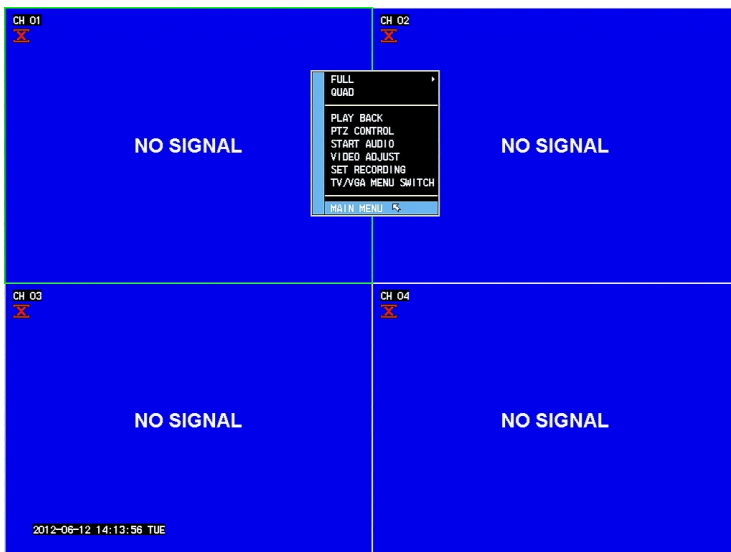 CH 01
CH 02
FULL
QUAD
PLAY BACK
PTZ CONTROL
START AUDIO
VIDEO ADJUST
SET RECORDING
TV/VGA MENU SWITCH
MAIN MENU
NO SIGNAL
NO SIGNAL
CH 03
CH 04
NO SIGNAL
NO SIGNAL
2012-06-12 14:13:56 TUE